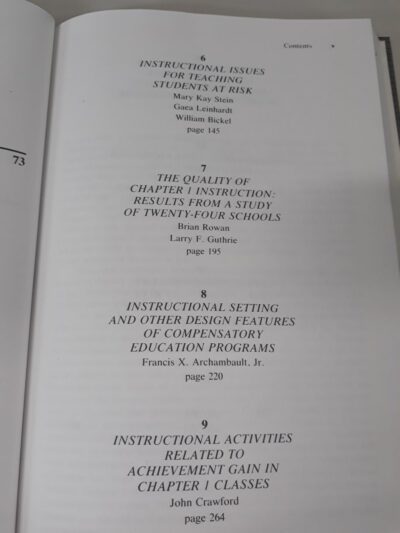 73
Contents v
6
INSTRUCTIONAL ISSUES
FOR TEACHING
STUDENTS AT RISK
Mary Kay Stein
Gaea Leinhardt
William Bickel
page 145
7
THE QUALITY OF
CHAPTER 1 INSTRUCTION:
RESULTS FROM A STUDY
OF TWENTY-FOUR SCHOOLS
Brian Rowan
Larry F. Guthrie
page 195
8
INSTRUCTIONAL SETTING
AND OTHER DESIGN FEATURES
OF COMPENSATORY
EDUCATION PROGRAMS
Francis X. Archambault, Jr.
page 220
9
INSTRUCTIONAL ACTIVITIES
RELATED TO
ACHIEVEMENT GAIN IN
CHAPTER 1 CLASSES
John Crawford
page 264